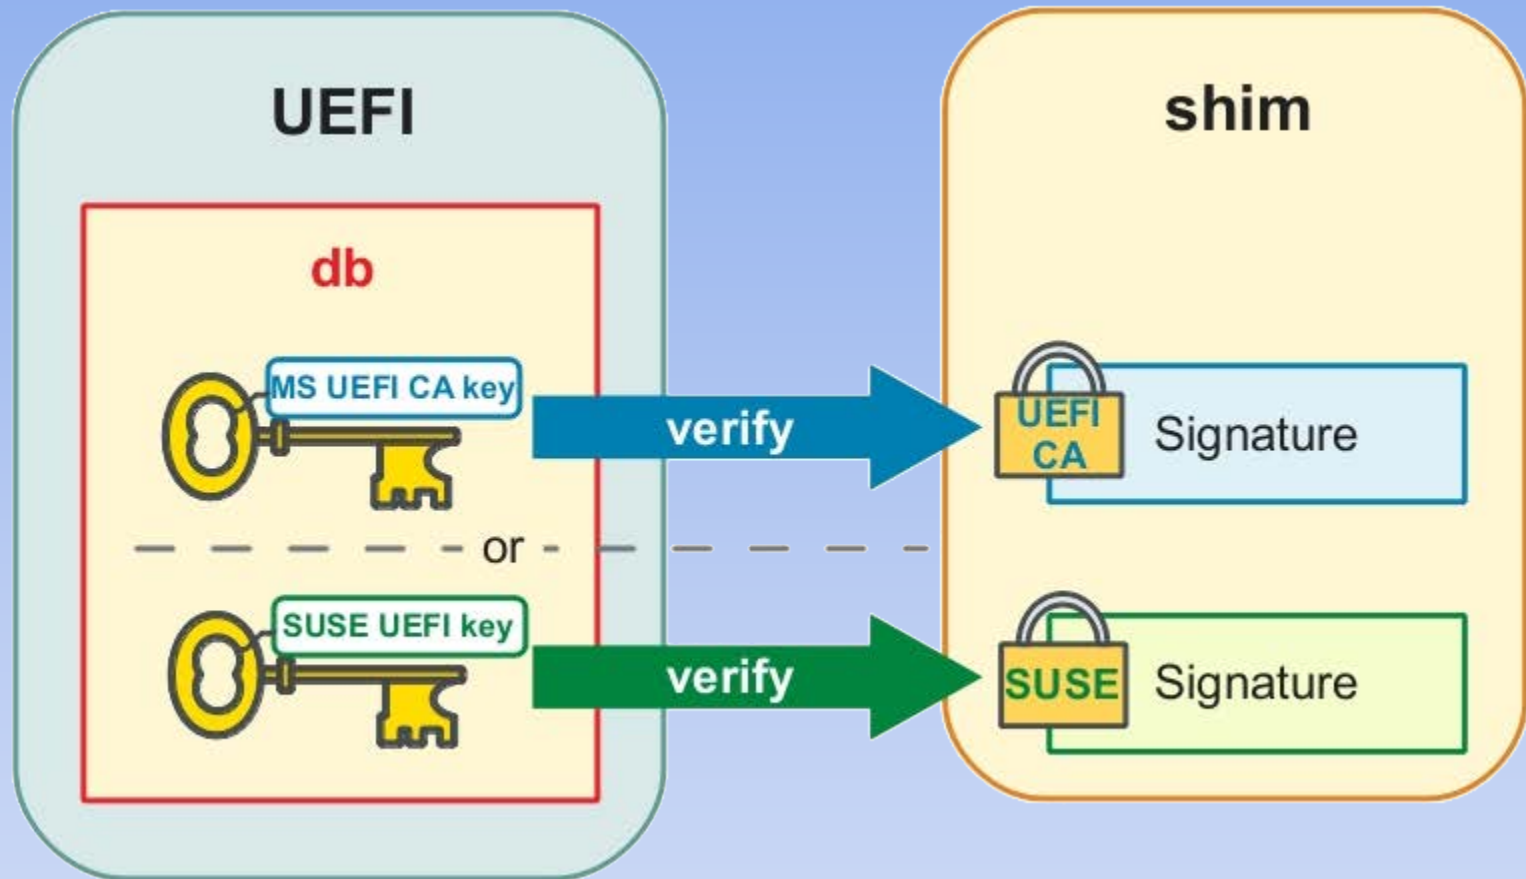 UEFI
shim
db
MS UEFI CA key
verify
UEFI
CA
Signature
or
SUSE UEFI key
verify
SUSE
Signature